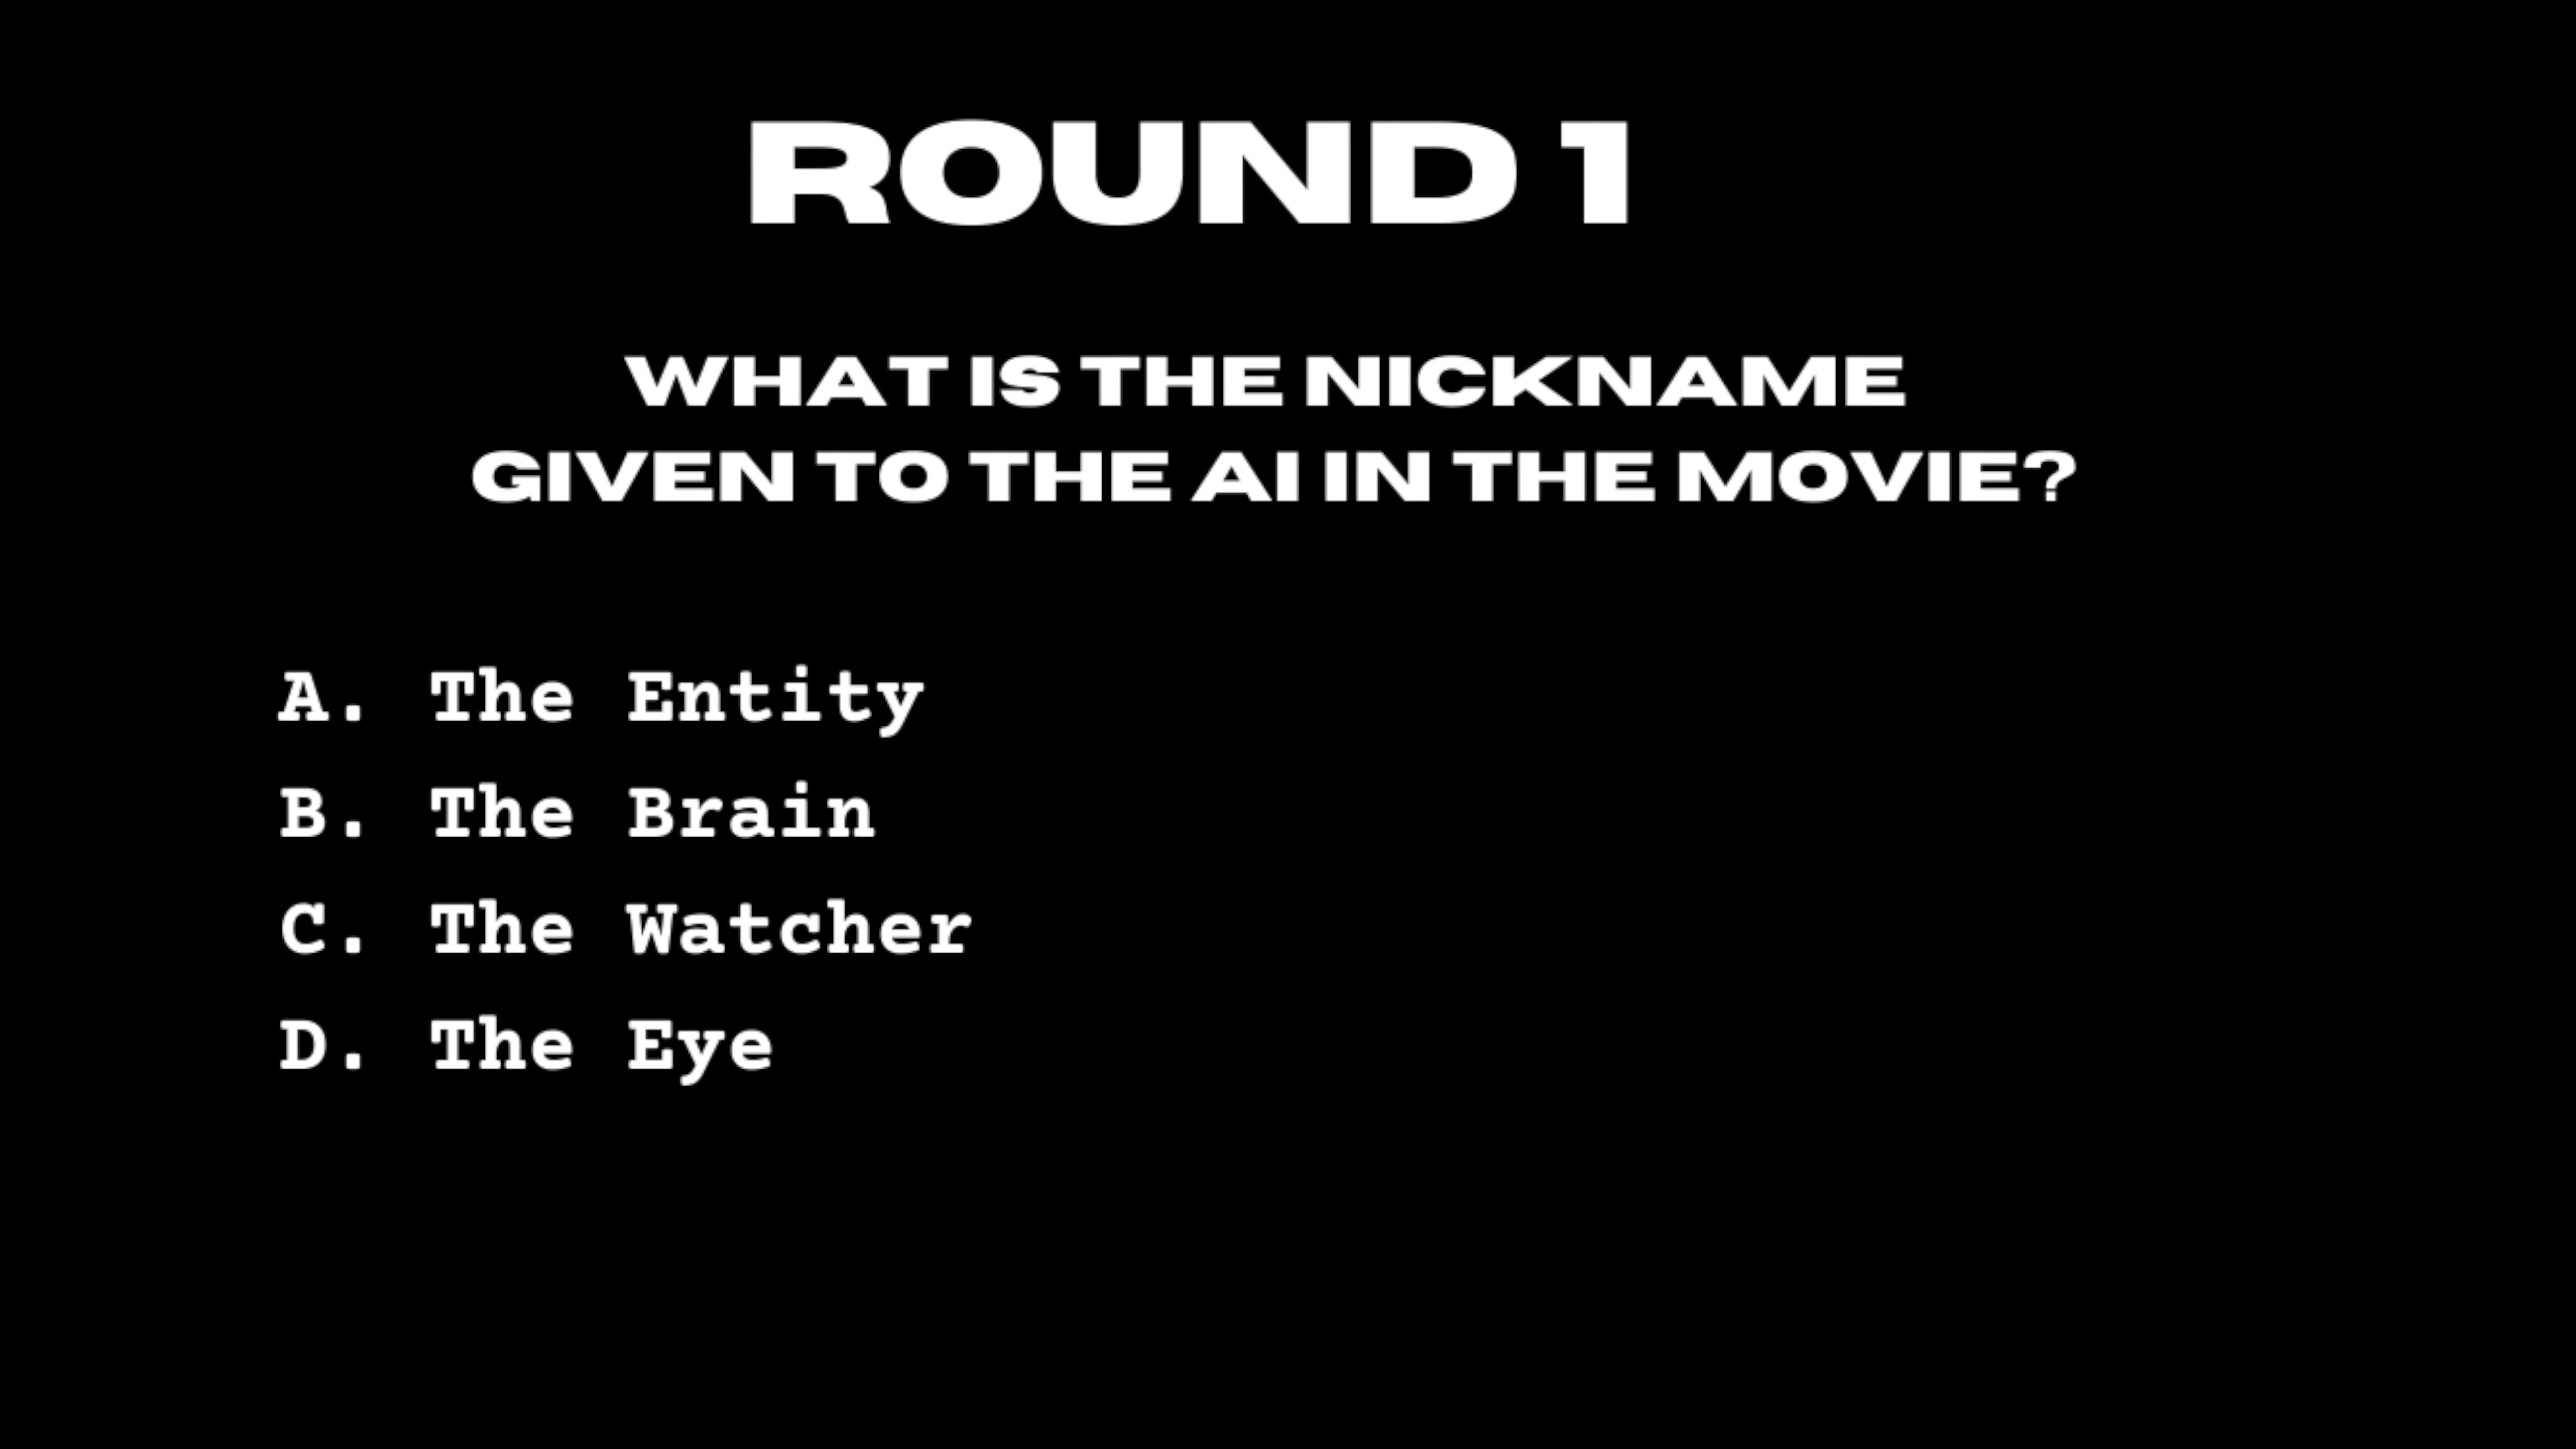 ROUND 1
WHAT IS THE NICKNAME
GIVEN TO THE AI IN THE MOVIE?
A. The Entity
B. The Brain
C. The Watcher
D. The Eye